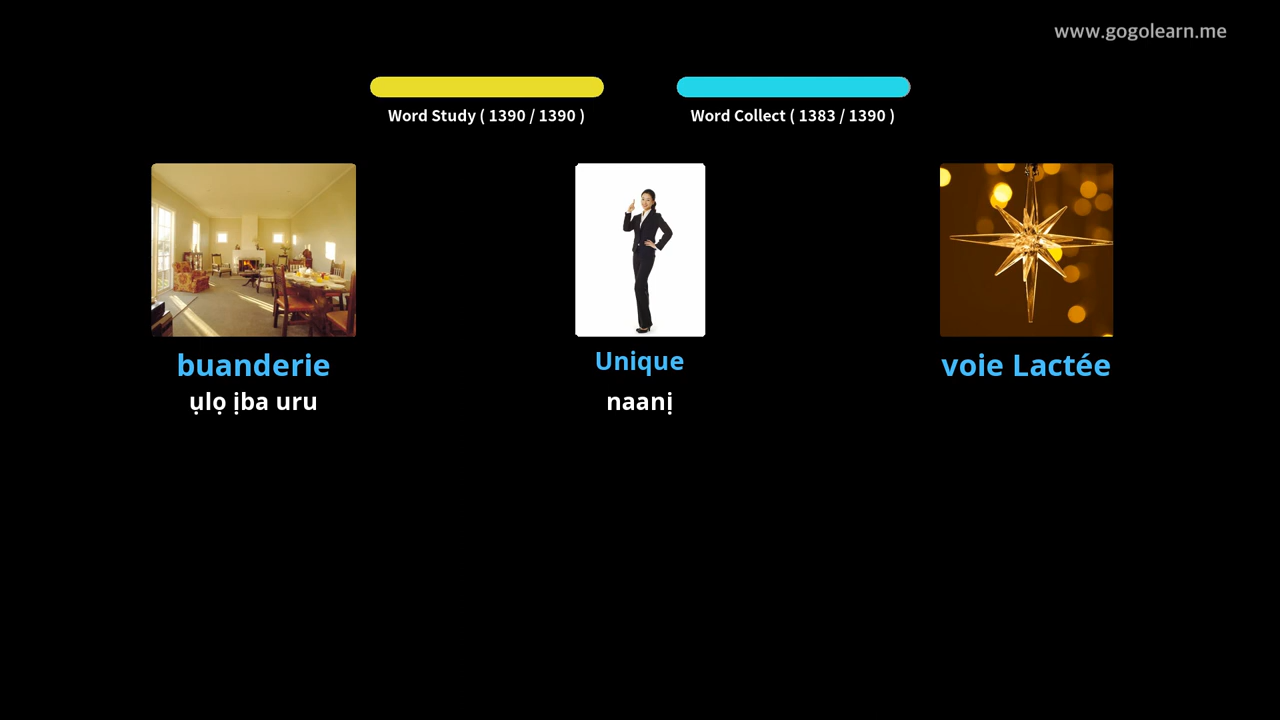 www.gogolearn.me
Word Study ( 1390 / 1390 )
Word Collect ( 1383 / 1390 )
buanderie
ụlọ ịba uru
Unique
naanị
voie Lactée